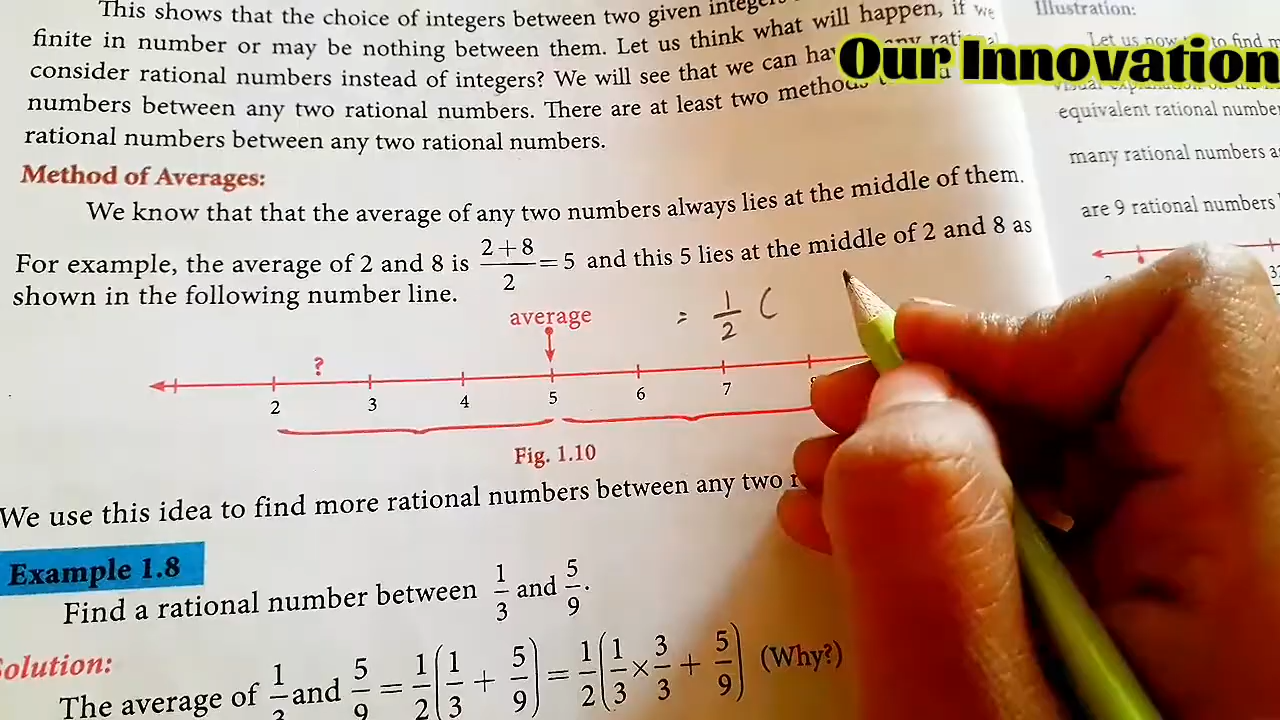 This shows that the choice of integers between two given
finite in number or may be nothing between them. Let us think what will happen, if we
consider rational numbers instead of integers? We will see that we can
numbers between any two rational numbers. There are at least two
rational numbers between any two rational numbers.
Method of Averages:
We know that that the average of any two numbers always lies at the middle of them.
For example, the average of 2 and 8 is (2+8)/2 = 5 and this 5 lies at the middle of 2 and 8 as
shown in the following number line.
average
= 1/2 (
?
2 3 4 5 6 7
Fig. 1.10
We use this idea to find more rational numbers between any two
Example 1.8
Find a rational number between 1/3 and 5/9.
Solution:
The average of 1/3 and 5/9 = 1/2(1/3 + 5/9) = 1/2(1/3 × 3/3 + 5/9) (Why?)
Our Innovation
Illustration:
Let us now to find
equivalent rational
many rational numbers
are 9 rational numbers